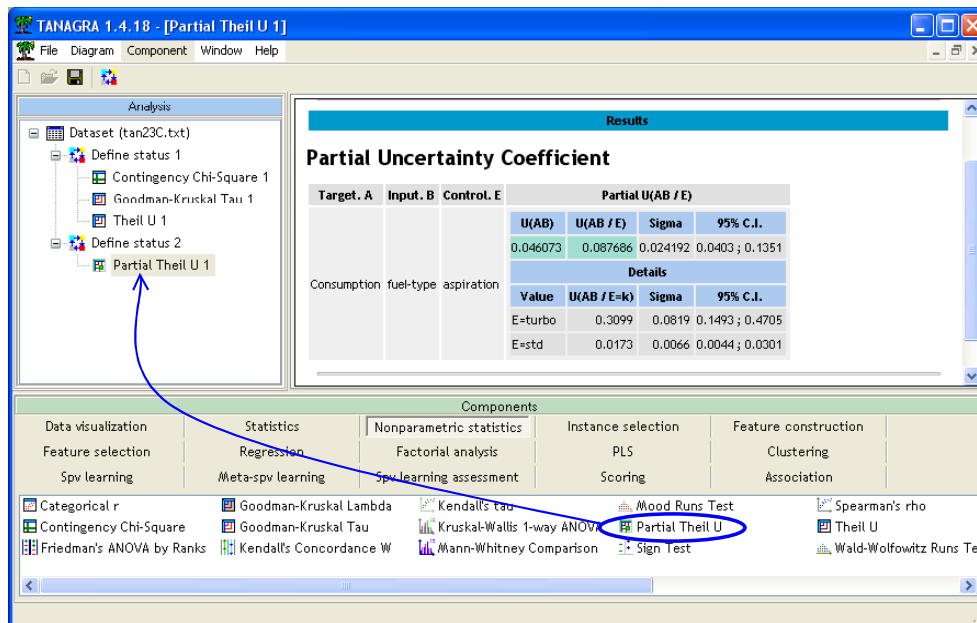 TANAGRA 1.4.18 - [Partial Theil U 1]
File Diagram Component Window Help
Analysis
Dataset (tan23C.txt)
Define status 1
Contingency Chi-Square 1
Goodman-Kruskal Tau 1
Theil U 1
Define status 2
Partial Theil U 1
Results
Partial Uncertainty Coefficient
Target. A Input. B Control. E Partial U(AB / E)
U(AB) U(AB / E) Sigma 95% C.I.
0.046073 0.087686 0.024192 0.0403 ; 0.1351
Details
Consumption fuel-type aspiration
Value U(AB / E=k) Sigma 95% C.I.
E=turbo 0.3099 0.0819 0.1493 ; 0.4705
E=std 0.0173 0.0066 0.0044 ; 0.0301
Components
Data visualization Statistics Nonparametric statistics Instance selection Feature construction
Feature selection Regression Factorial analysis PLS Clustering
Spv learning Meta-spv learning Spv learning assessment Scoring Association
Categorical r Goodman-Kruskal Lambda Kendall's tau Mood Runs Test Spearman's rho
Contingency Chi-Square Goodman-Kruskal Tau Kruskal-Wallis 1-way ANOVA Partial Theil U Theil U
Friedman's ANOVA by Ranks Kendall's Concordance W Mann-Whitney Comparison Sign Test Wald-Wolfowitz Runs Te